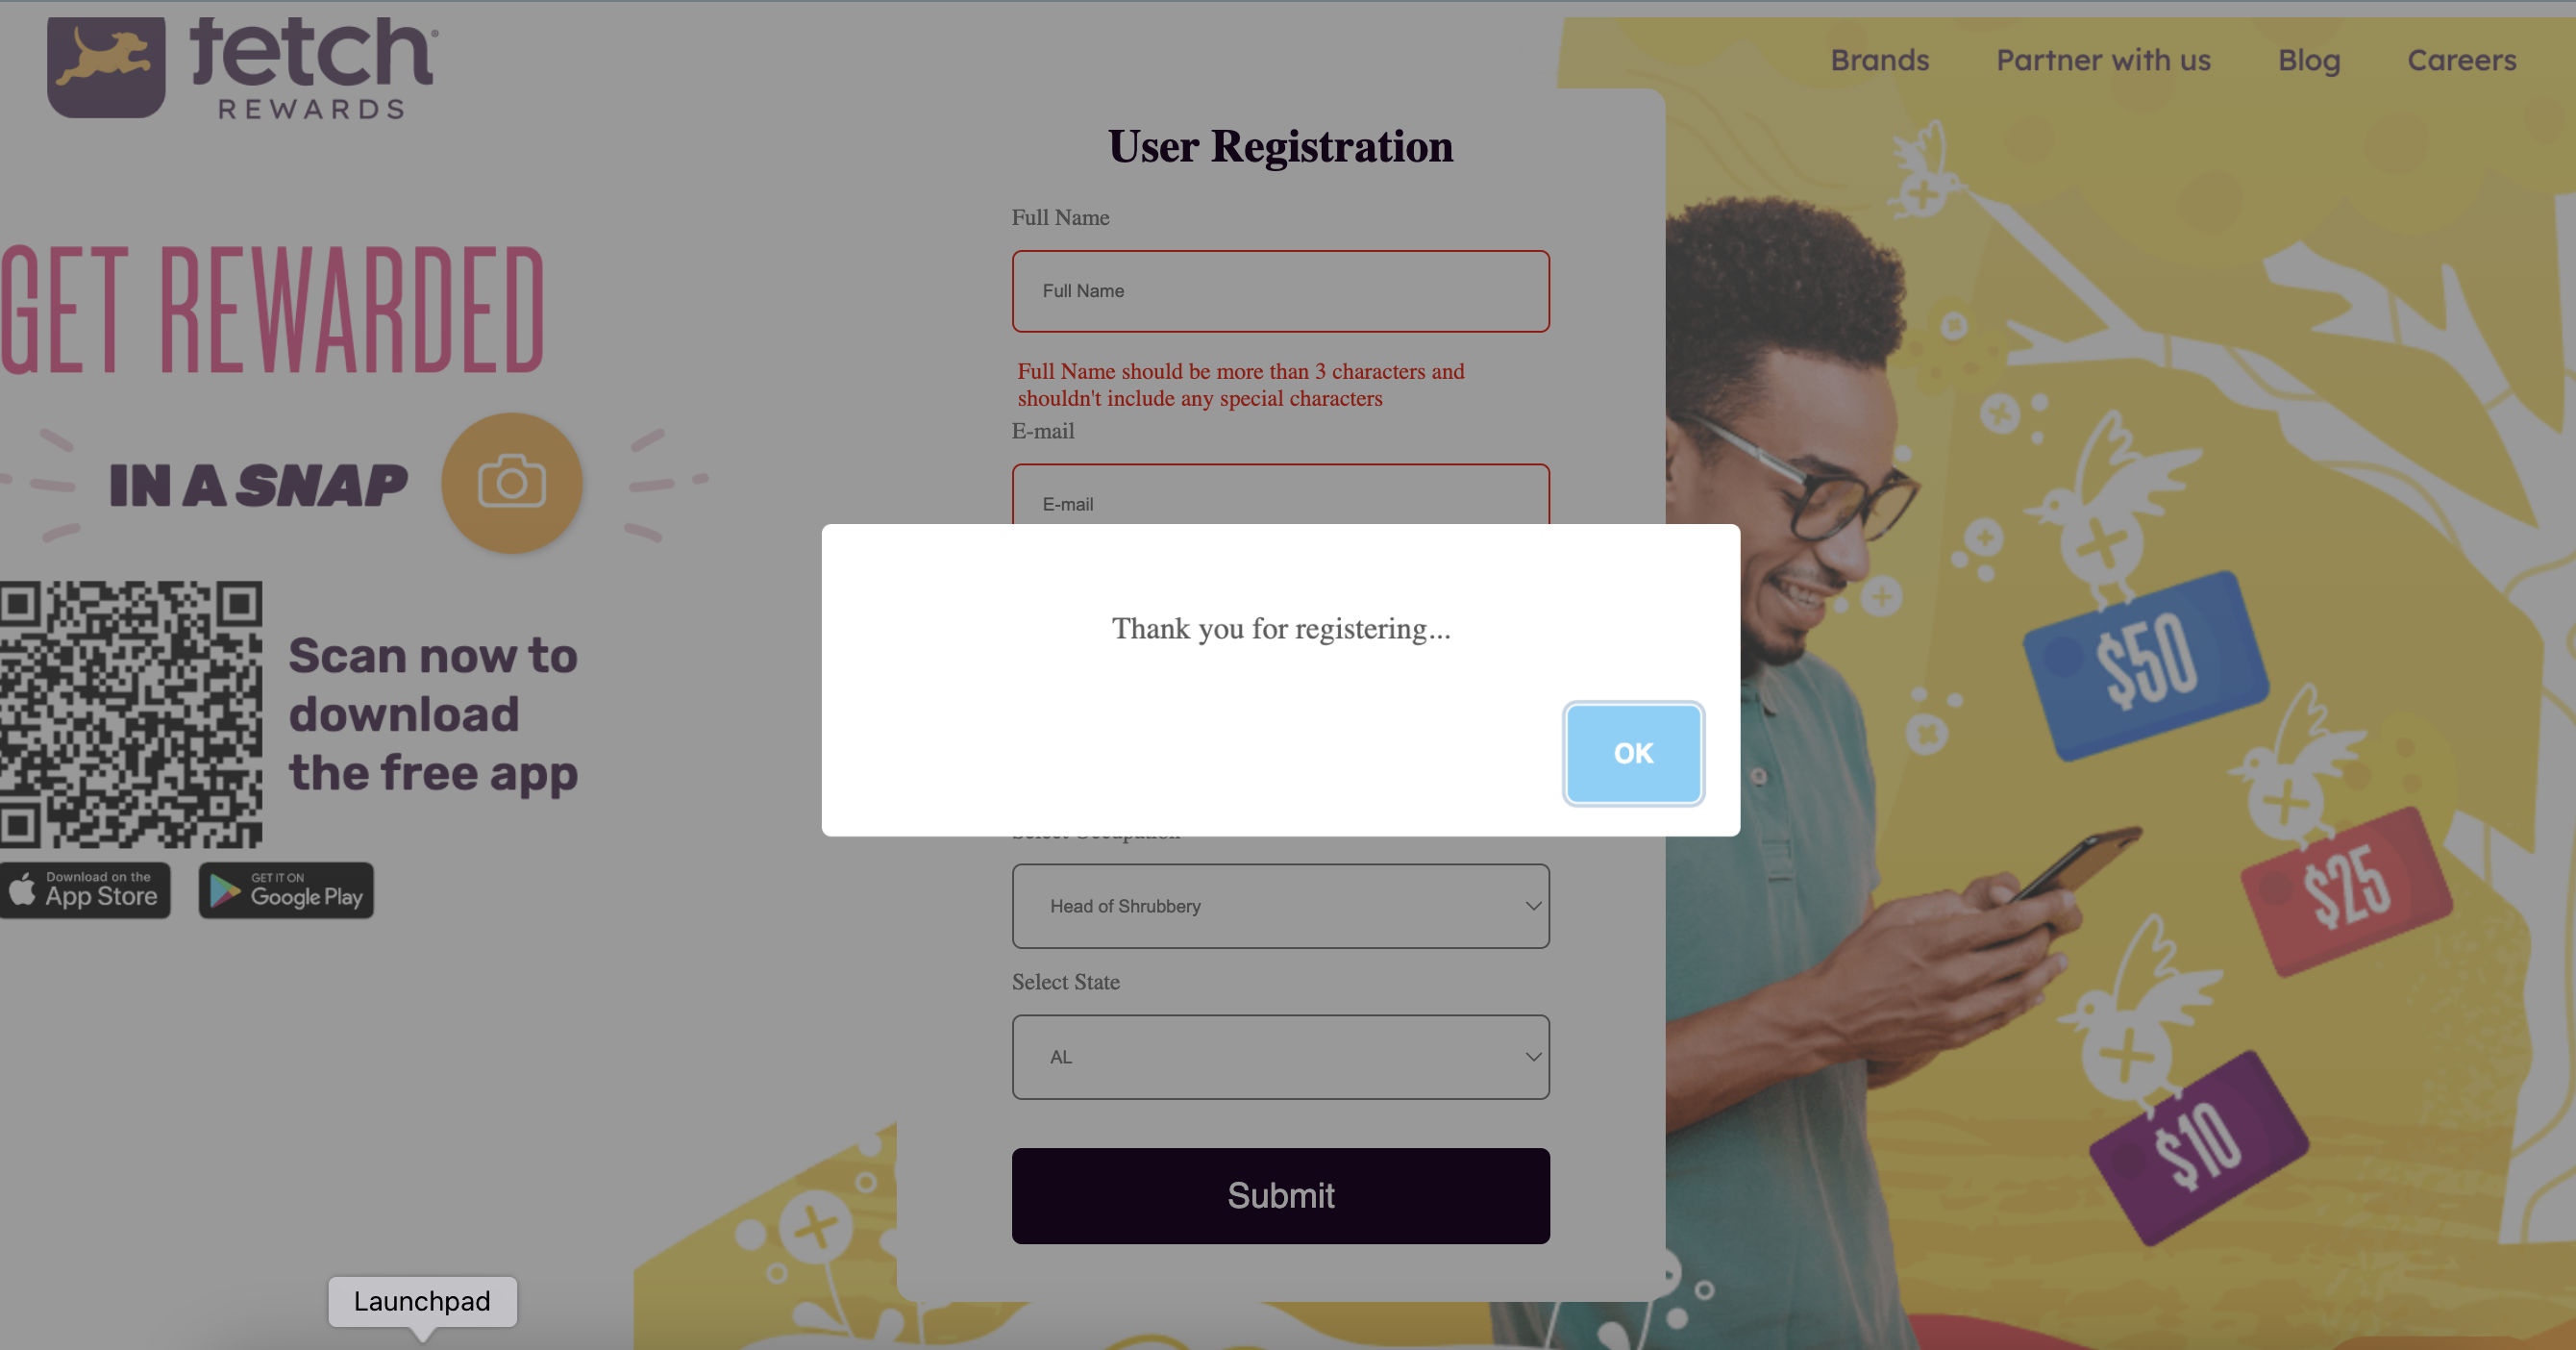 fetch
REWARDS
Brands Partner with us Blog Careers
GET REWARDED
IN A SNAP
Scan now to
download
the free app
Download on the
App Store
GET IT ON
Google Play
User Registration
Full Name
Full Name
Full Name should be more than 3 characters and
shouldn't include any special characters
E-mail
E-mail
Thank you for registering...
OK
Select Occupation
Head of Shrubbery
Select State
AL
Submit
$50
$25
$10
Launchpad